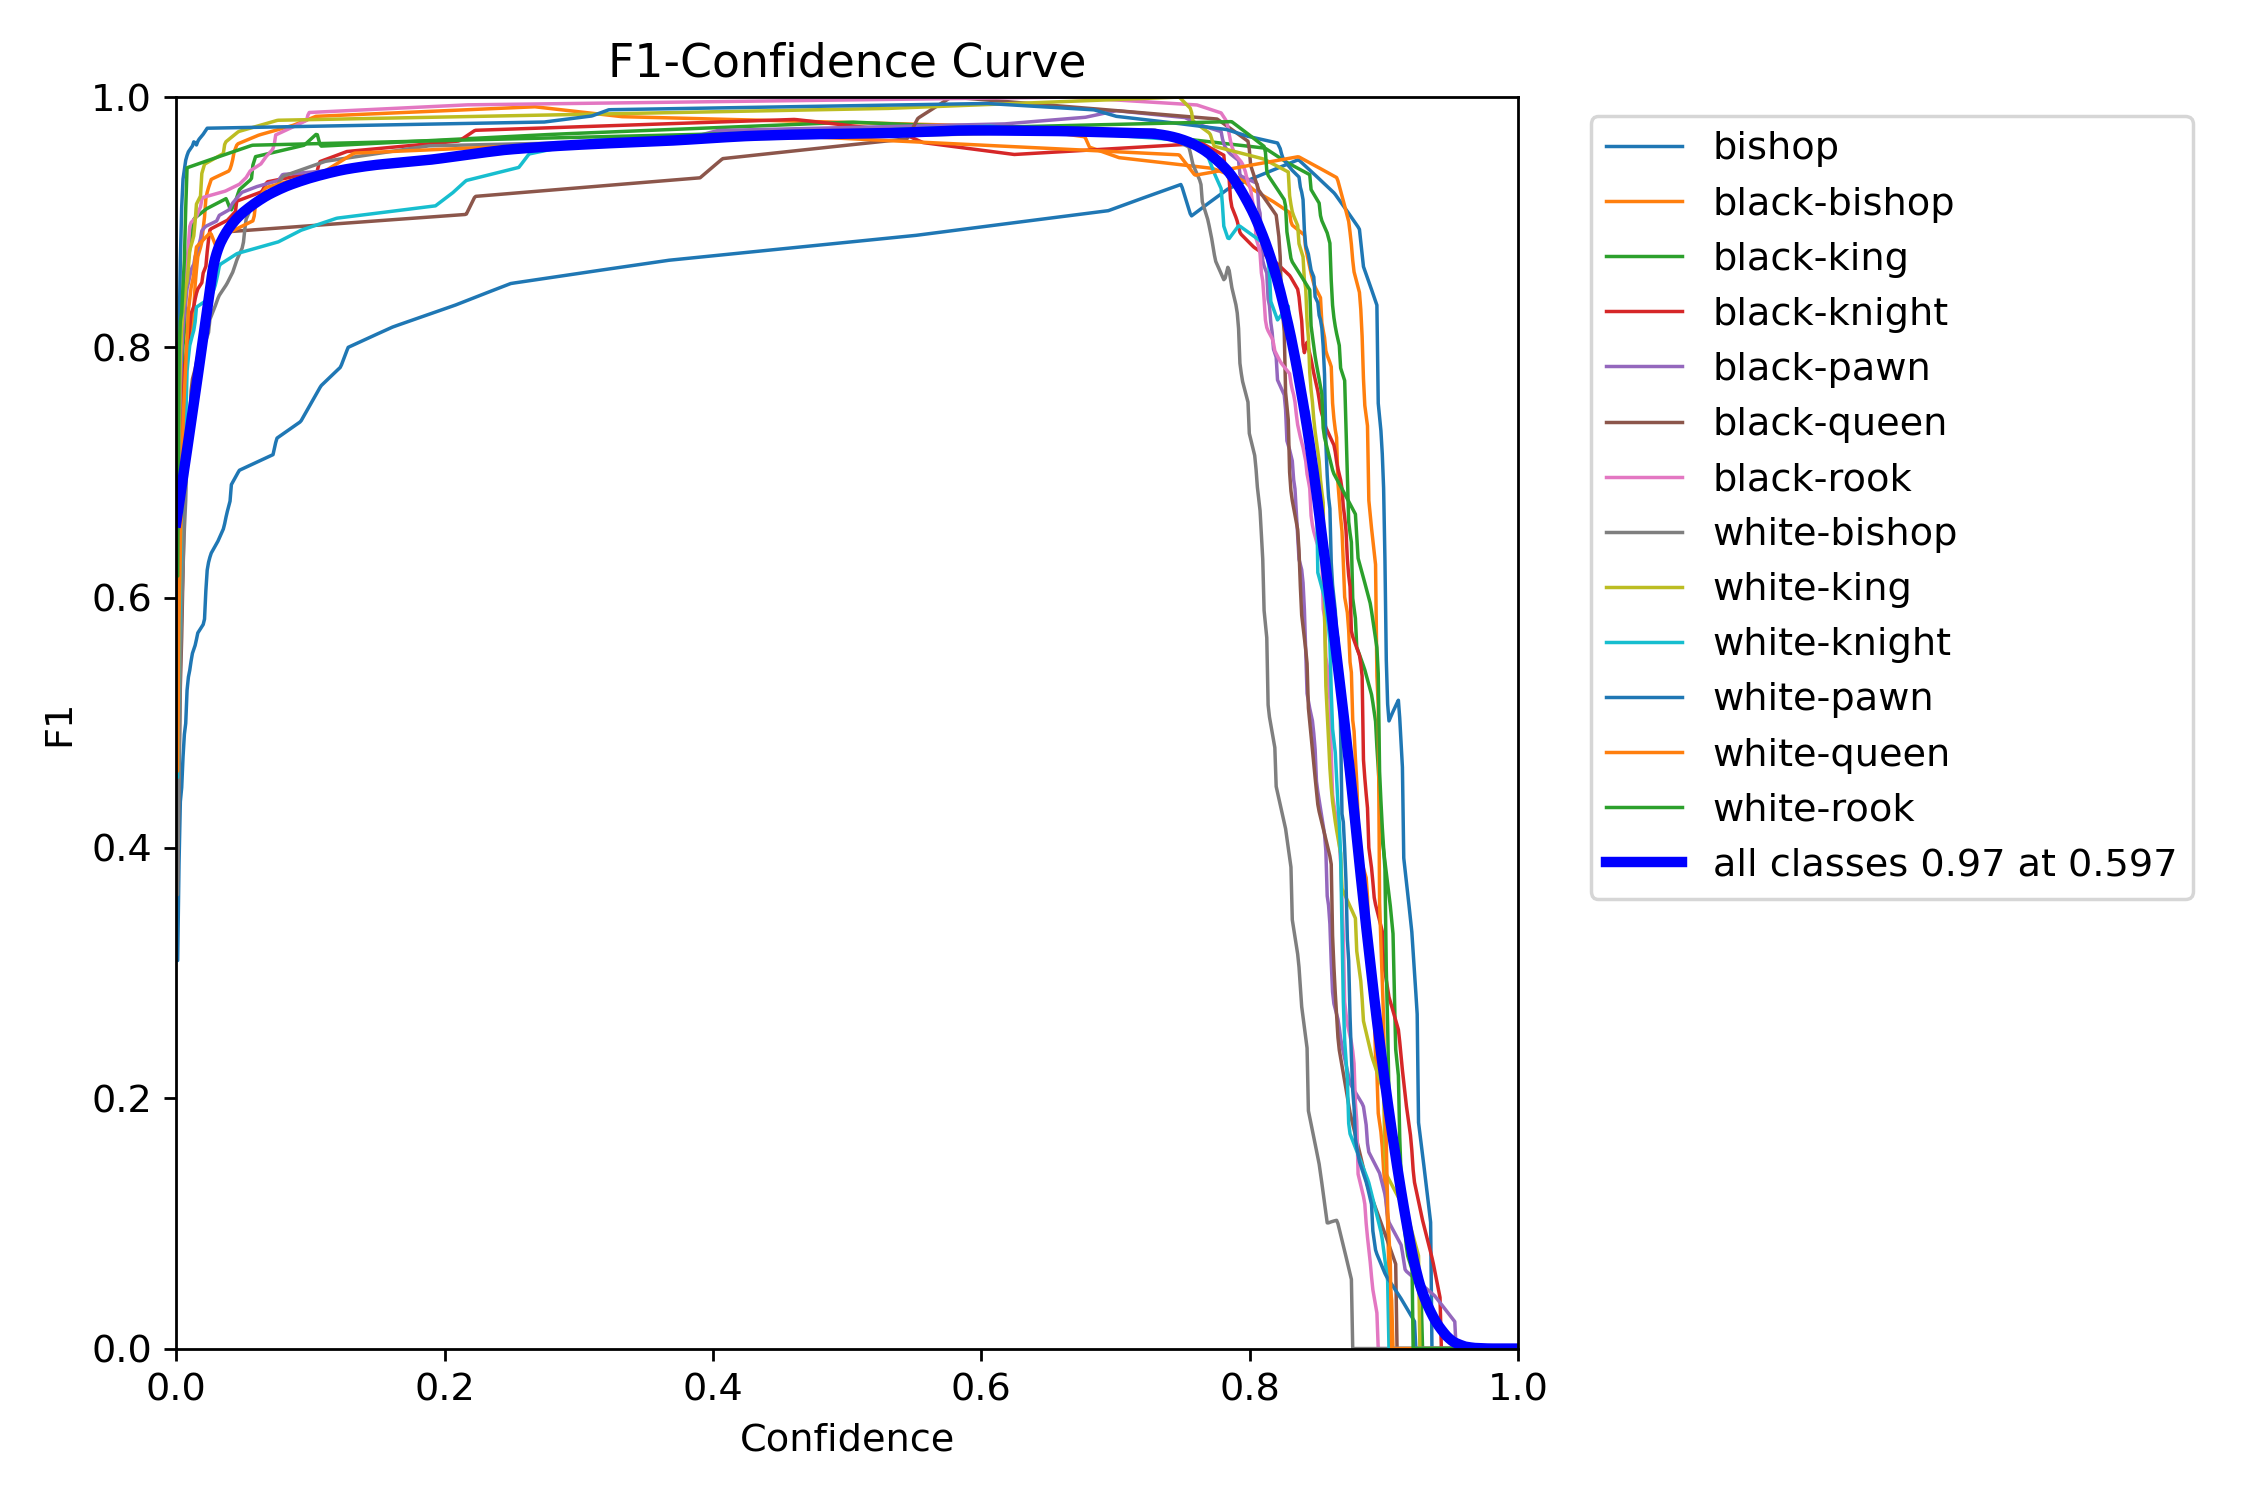 F1-Confidence Curve
1.0
0.8
0.6
0.4
0.2
0.0
F1
0.0 0.2 0.4 0.6 0.8 1.0
Confidence
bishop
black-bishop
black-king
black-knight
black-pawn
black-queen
black-rook
white-bishop
white-king
white-knight
white-pawn
white-queen
white-rook
all classes 0.97 at 0.597